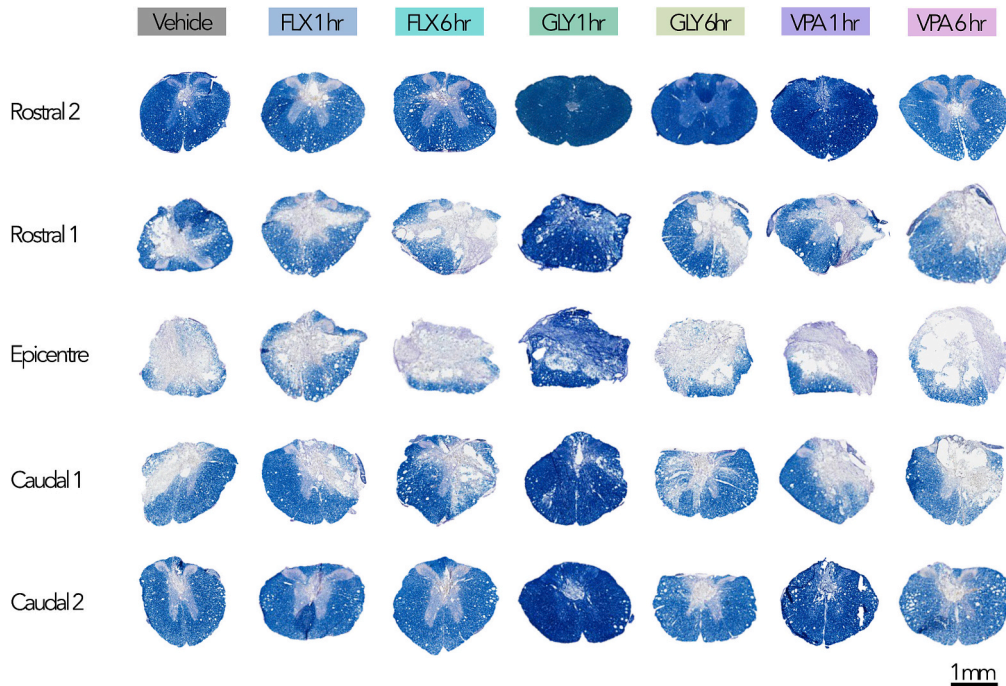 Vehicle FLX 1 hr FLX 6 hr GLY 1 hr GLY 6 hr VPA 1 hr VPA 6 hr
Rostral 2
Rostral 1
Epicentre
Caudal 1
Caudal 2
1 mm